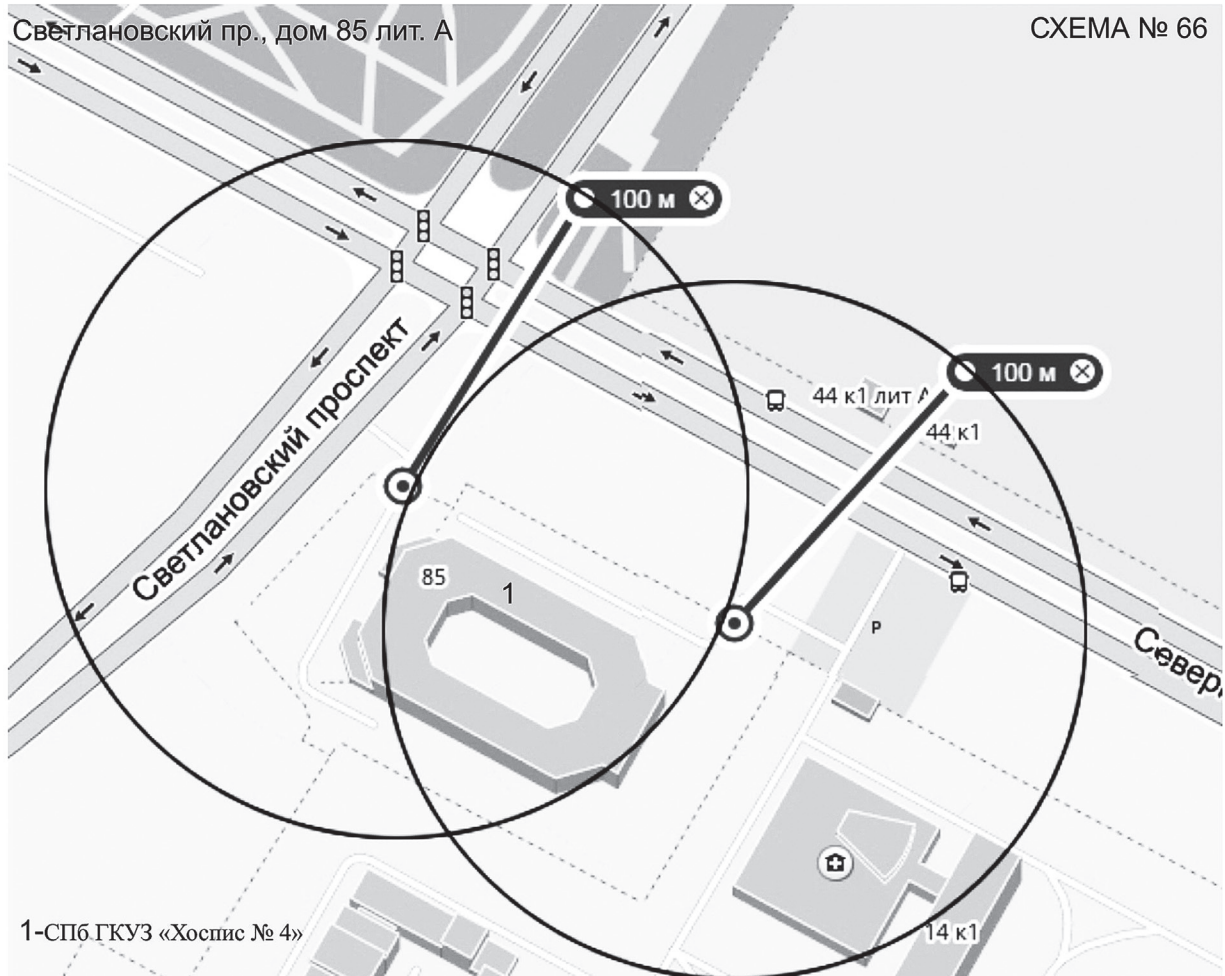 Светлановский пр., дом 85 лит. А
СХЕМА № 66
100 м
100 м
44 к1 лит А
44 к1
Светлановский проспект
85
1
P
Север
14 к1
1-СПб ГКУЗ «Хоспис № 4»